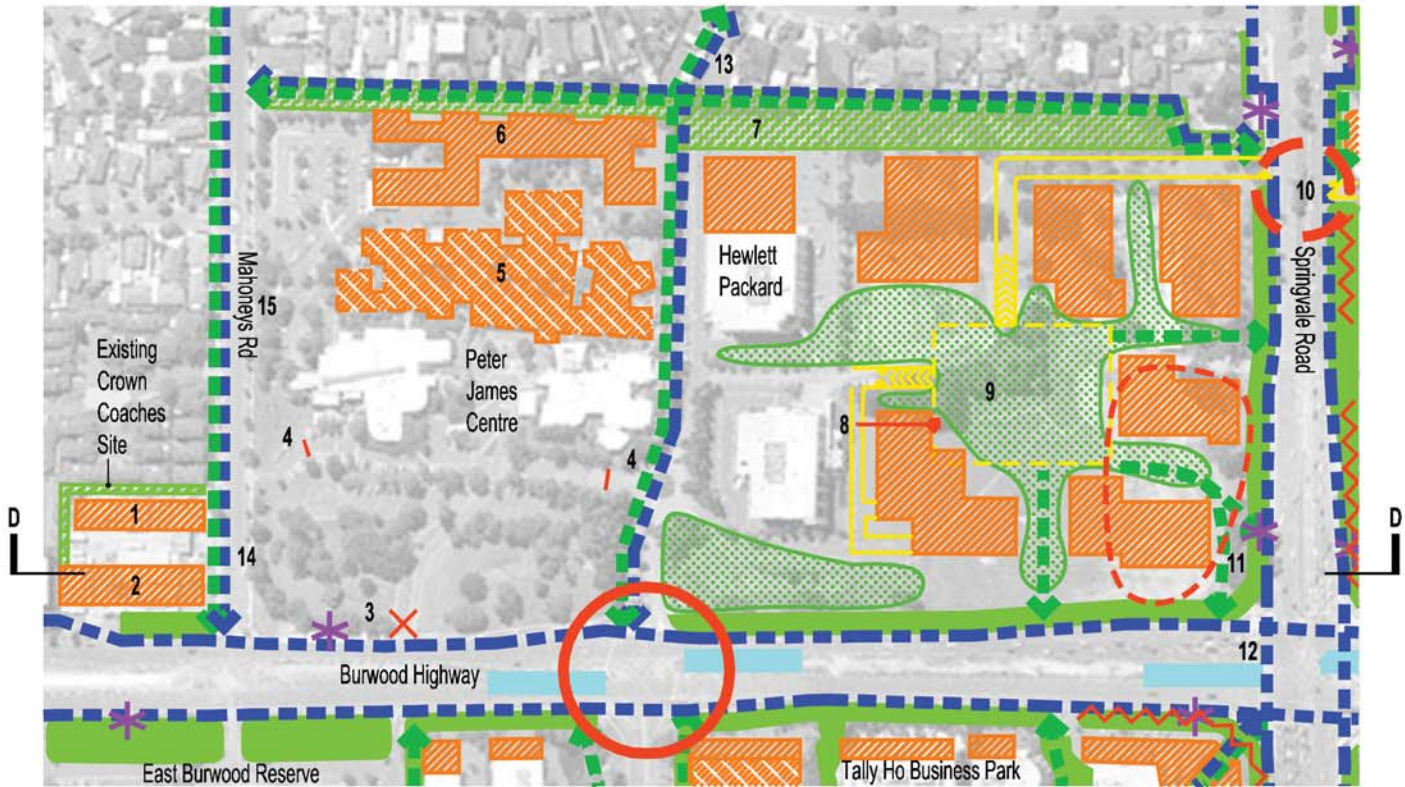 13
6
7
10
Hewlett
Packard
Mahoneys Rd
5
15
Springvale Road
Existing
Crown
Coaches
Site
Peter
James
Centre
9
8
4
4
D
D
1
14
2
11
3
12
Burwood Highway
East Burwood Reserve
Tally Ho Business Park